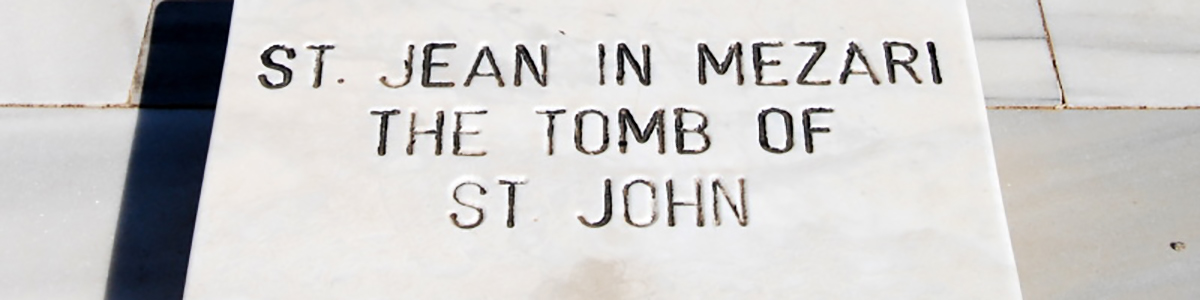 ST. JEAN IN MEZARI
THE TOMB OF
ST JOHN